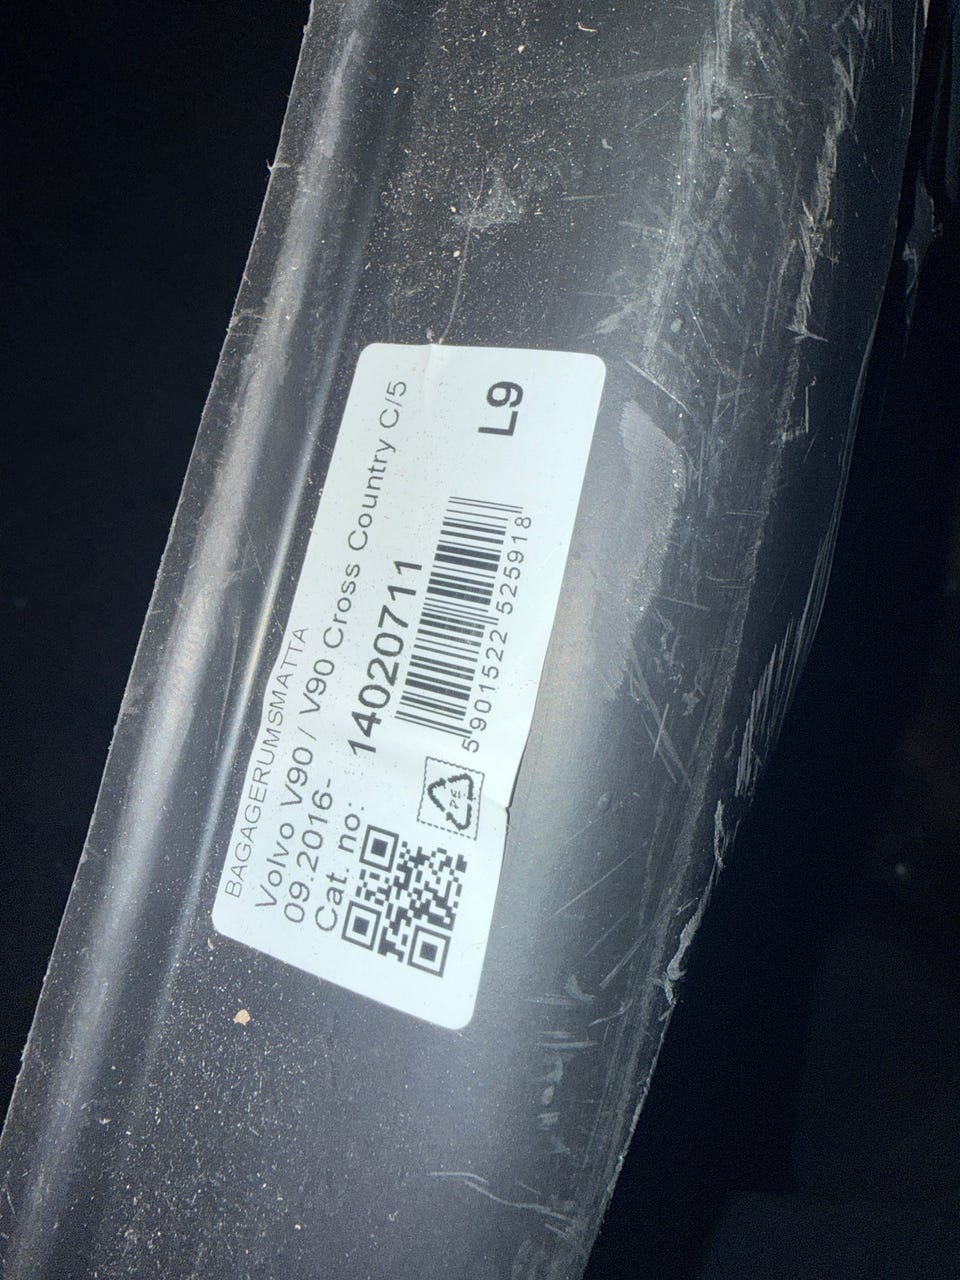 BAGAGERUMSMATTA
Volvo V90 / V90 Cross Country C/5
09.2016-
Cat. no: 14020711
5 901522 525918
PE
L9